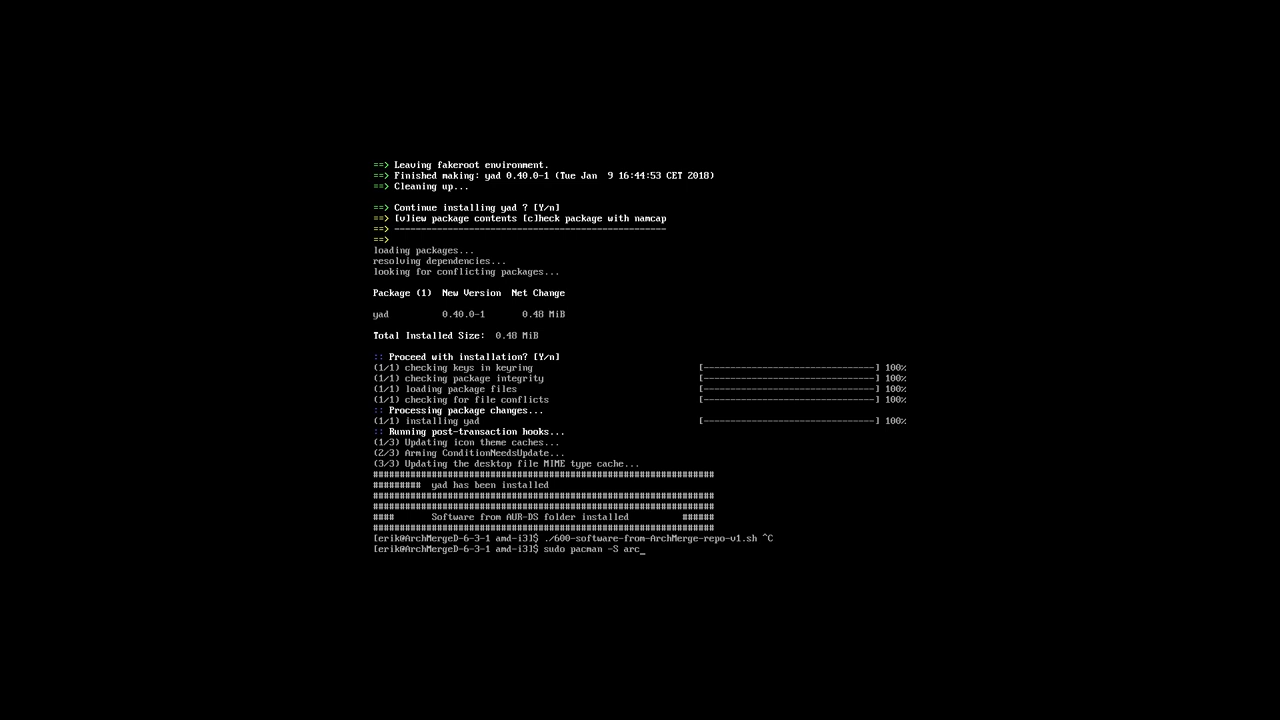 ==> Leaving fakeroot environment.
==> Finished making: yad 0.40.0-1 (Tue Jan  9 16:44:53 CET 2018)
==> Cleaning up...
==> Continue installing yad ? [Y/n]
==> [v]iew package contents [c]heck package with namcap
==> ---------------------------------------------------
==>
loading packages...
resolving dependencies...
looking for conflicting packages...
Package (1)  New Version  Net Change
yad          0.40.0-1       0.48 MiB
Total Installed Size:  0.48 MiB
:: Proceed with installation? [Y/n]
(1/1) checking keys in keyring [--------------------------------] 100%
(1/1) checking package integrity [--------------------------------] 100%
(1/1) loading package files [--------------------------------] 100%
(1/1) checking for file conflicts [--------------------------------] 100%
:: Processing package changes...
(1/1) installing yad [--------------------------------] 100%
:: Running post-transaction hooks...
(1/3) Updating icon theme caches...
(2/3) Arming ConditionNeedsUpdate...
(3/3) Updating the desktop file MIME type cache...
################################################################
#########  yad has been installed
################################################################
################################################################
####       Software from AUR-DS folder installed          ######
################################################################
[erik@ArchMergeD-6-3-1 amd-i3]$ ./600-software-from-ArchMerge-repo-v1.sh ^C
[erik@ArchMergeD-6-3-1 amd-i3]$ sudo pacman -S arc_